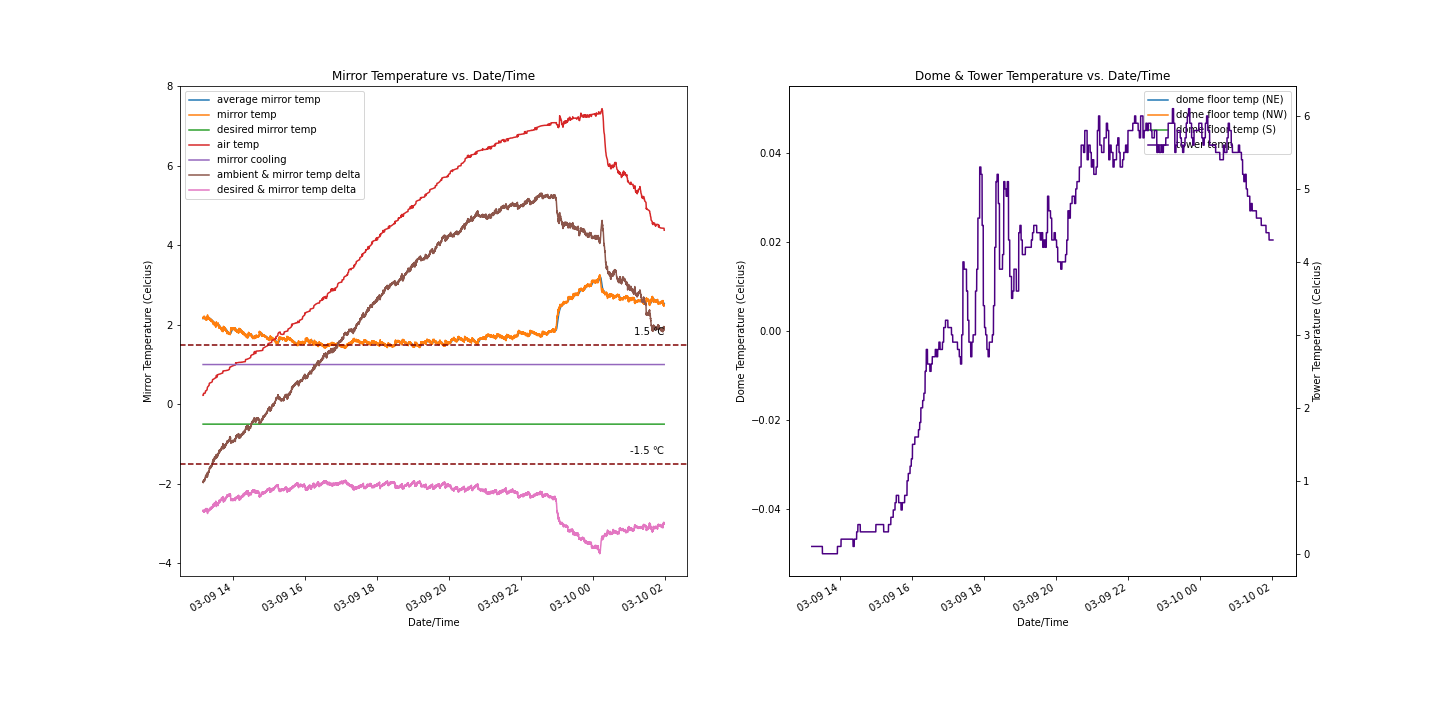 Mirror Temperature vs. Date/Time
Mirror Temperature (Celcius)
8
6
4
2
0
−2
−4
average mirror temp
mirror temp
desired mirror temp
air temp
mirror cooling
ambient & mirror temp delta
desired & mirror temp delta
1.5 °C
-1.5 °C
03-09 14
03-09 16
03-09 18
03-09 20
03-09 22
03-10 00
03-10 02
Date/Time
Dome & Tower Temperature vs. Date/Time
Dome Temperature (Celcius)
0.04
0.02
0.00
−0.02
−0.04
dome floor temp (NE)
dome floor temp (NW)
dome floor temp (S)
tower temp
6
5
4
3
2
1
0
Tower Temperature (Celcius)
03-09 14
03-09 16
03-09 18
03-09 20
03-09 22
03-10 00
03-10 02
Date/Time